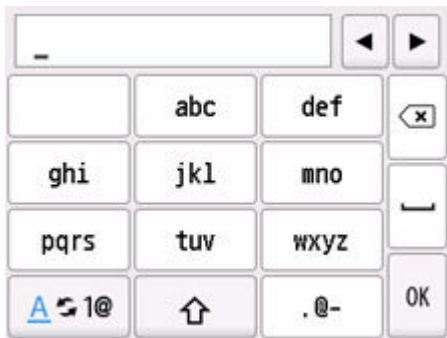 _
abc def
ghi jkl mno
pqrs tuv wxyz
A 1@ .@- OK